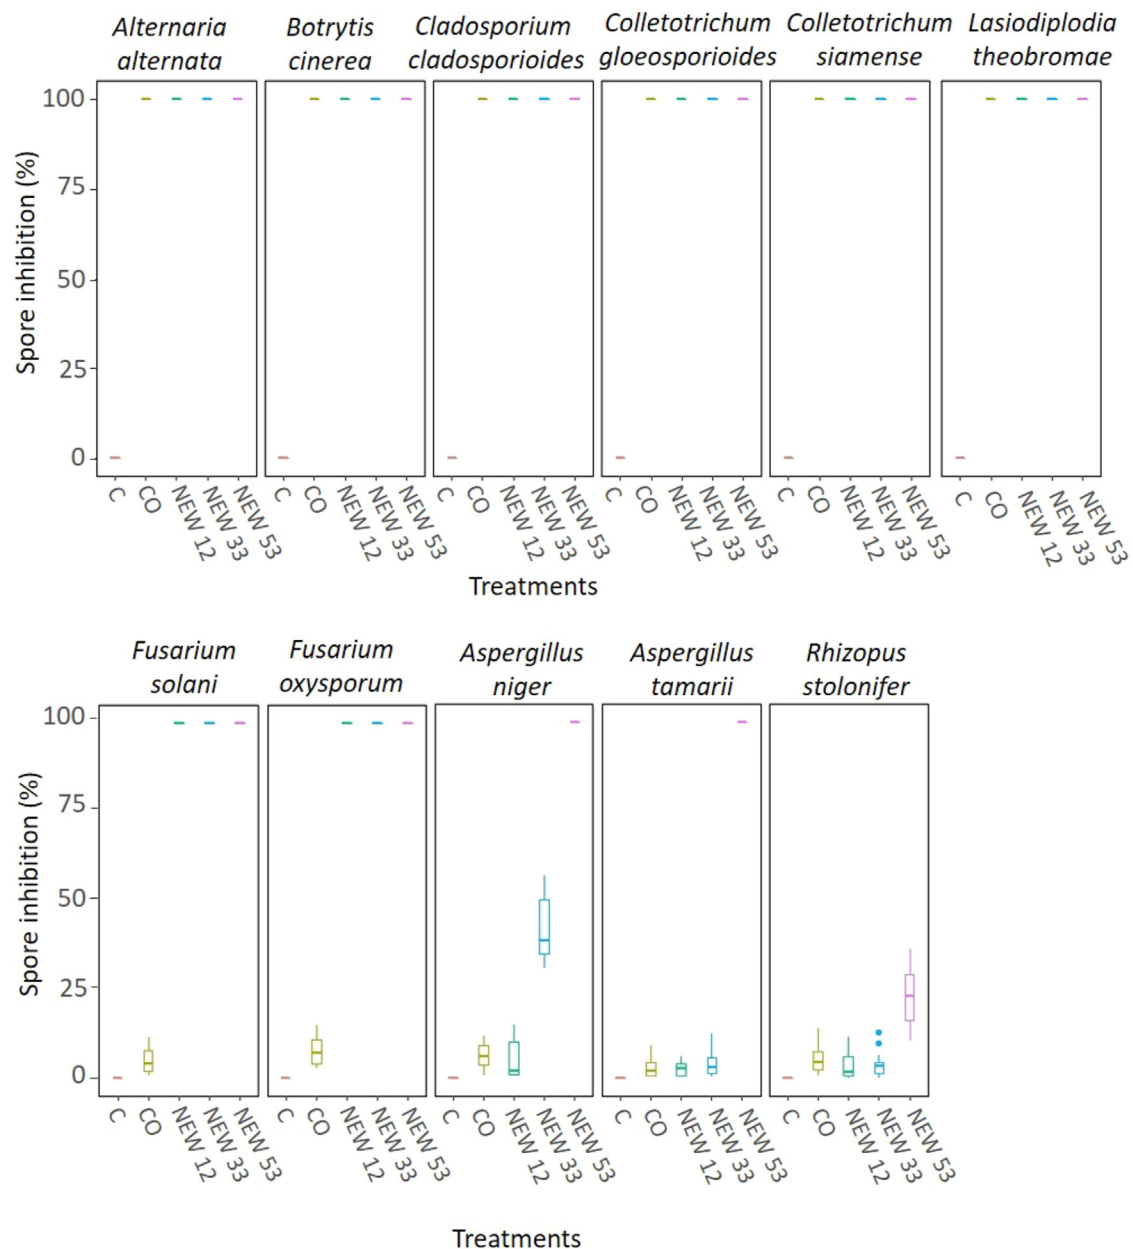 Alternaria
alternata
Botrytis
cinerea
Cladosporium
cladosporioides
Colletotrichum
gloeosporioides
Colletotrichum
siamense
Lasiodiplodia
theobromae
Spore inhibition (%)
100
75
50
25
0
C CO NEW 12 NEW 33 NEW 53
C CO NEW 12 NEW 33 NEW 53
C CO NEW 12 NEW 33 NEW 53
C CO NEW 12 NEW 33 NEW 53
C CO NEW 12 NEW 33 NEW 53
C CO NEW 12 NEW 33 NEW 53
Treatments
Fusarium
solani
Fusarium
oxysporum
Aspergillus
niger
Aspergillus
tamarii
Rhizopus
stolonifer
Spore inhibition (%)
100
75
50
25
0
C CO NEW 12 NEW 33 NEW 53
C CO NEW 12 NEW 33 NEW 53
C CO NEW 12 NEW 33 NEW 53
C CO NEW 12 NEW 33 NEW 53
C CO NEW 12 NEW 33 NEW 53
Treatments